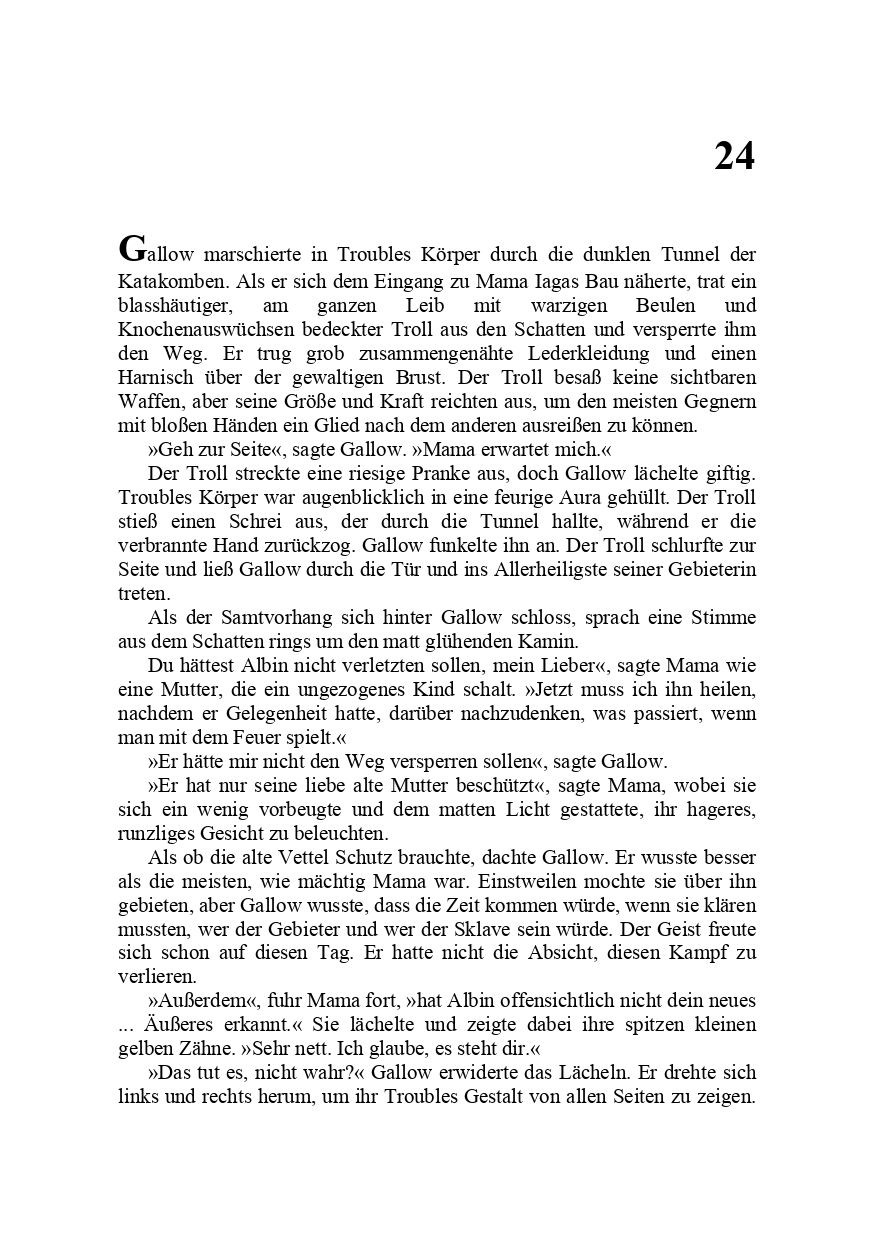 24
Gallow marschierte in Troubles Körper durch die dunklen Tunnel der
Katakomben. Als er sich dem Eingang zu Mama Iagas Bau näherte, trat ein
blasshäutiger, am ganzen Leib mit warzigen Beulen und
Knochenauswüchsen bedeckter Troll aus den Schatten und versperrte ihm
den Weg. Er trug grob zusammengenähte Lederkleidung und einen
Harnisch über der gewaltigen Brust. Der Troll besaß keine sichtbaren
Waffen, aber seine Größe und Kraft reichten aus, um den meisten Gegnern
mit bloßen Händen ein Glied nach dem anderen ausreißen zu können.
»Geh zur Seite«, sagte Gallow. »Mama erwartet mich.«
Der Troll streckte eine riesige Pranke aus, doch Gallow lächelte giftig.
Troubles Körper war augenblicklich in eine feurige Aura gehüllt. Der Troll
stieß einen Schrei aus, der durch die Tunnel hallte, während er die
verbrannte Hand zurückzog. Gallow funkelte ihn an. Der Troll schlurfte zur
Seite und ließ Gallow durch die Tür und ins Allerheiligste seiner Gebieterin
treten.
Als der Samtvorhang sich hinter Gallow schloss, sprach eine Stimme
aus dem Schatten rings um den matt glühenden Kamin.
Du hättest Albin nicht verletzten sollen, mein Lieber«, sagte Mama wie
eine Mutter, die ein ungezogenes Kind schalt. »Jetzt muss ich ihn heilen,
nachdem er Gelegenheit hatte, darüber nachzudenken, was passiert, wenn
man mit dem Feuer spielt.«
»Er hätte mir nicht den Weg versperren sollen«, sagte Gallow.
»Er hat nur seine liebe alte Mutter beschützt«, sagte Mama, wobei sie
sich ein wenig vorbeugte und dem matten Licht gestattete, ihr hageres,
runzliges Gesicht zu beleuchten.
Als ob die alte Vettel Schutz brauchte, dachte Gallow. Er wusste besser
als die meisten, wie mächtig Mama war. Einstweilen mochte sie über ihn
gebieten, aber Gallow wusste, dass die Zeit kommen würde, wenn sie klären
mussten, wer der Gebieter und wer der Sklave sein würde. Der Geist freute
sich schon auf diesen Tag. Er hatte nicht die Absicht, diesen Kampf zu
verlieren.
»Außerdem«, fuhr Mama fort, »hat Albin offensichtlich nicht dein neues
... Äußeres erkannt.« Sie lächelte und zeigte dabei ihre spitzen kleinen
gelben Zähne. »Sehr nett. Ich glaube, es steht dir.«
»Das tut es, nicht wahr?« Gallow erwiderte das Lächeln. Er drehte sich
links und rechts herum, um ihr Troubles Gestalt von allen Seiten zu zeigen.